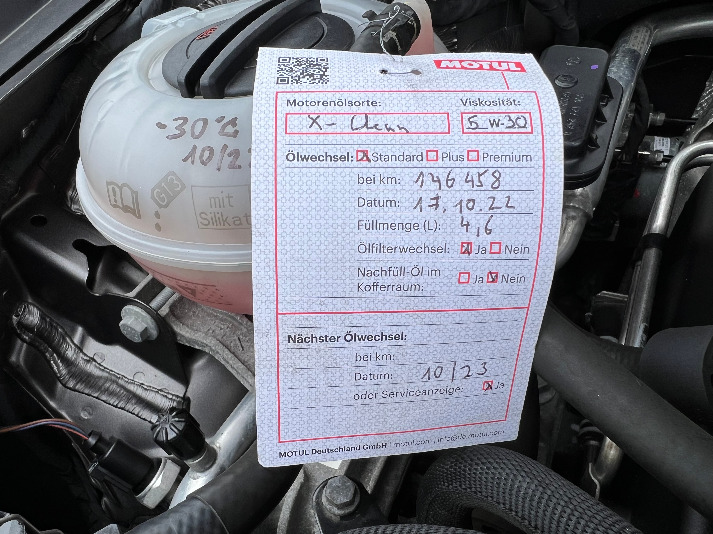 MOTUL
Motorenölsorte: Viskosität:
X-Clean 5W-30
Ölwechsel: Standard Plus Premium
bei km: 146 458
Datum: 17.10.22
Füllmenge (L): 4,6
Ölfilterwechsel: Ja Nein
Nachfüll-Öl im
Kofferraum: Ja Nein
Nächster Ölwechsel:
bei km:
Datum: 10/23
oder Serviceanzeige: Ja
MOTUL Deutschland GmBH
-30°C
10/23
G13
mit
Silikat